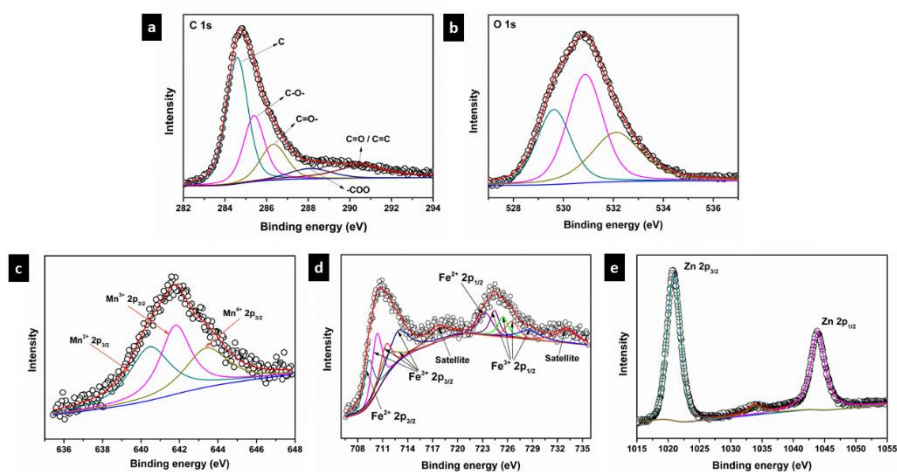 a
C 1s
C
C-O-
C=O-
C=O / C=C
-COO
Intensity
282 284 286 288 290 292 294
Binding energy (eV)
b
O 1s
Intensity
528 530 532 534 536
Binding energy (eV)
c
Mn²⁺ 2p₃/₂
Mn³⁺ 2p₃/₂
Mn⁴⁺ 2p₃/₂
Intensity
636 638 640 642 644 646 648
Binding energy (eV)
d
Fe²⁺ 2p₁/₂
Satellite
Fe³⁺ 2p₃/₂
Fe²⁺ 2p₃/₂
Fe³⁺ 2p₁/₂
Satellite
Intensity
708 711 714 717 720 723 726 729 732 735
Binding energy (eV)
e
Zn 2p₃/₂
Zn 2p₁/₂
Intensity
1015 1020 1025 1030 1035 1040 1045 1050 1055
Binding energy (eV)